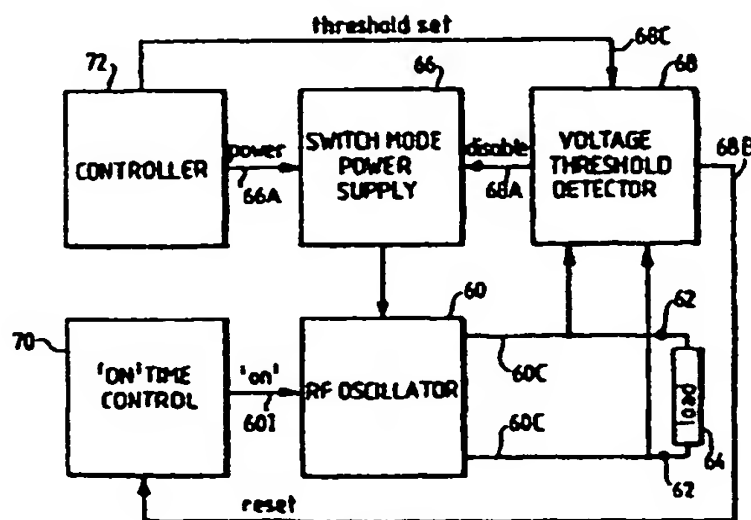 threshold set
72
66
68C
68
CONTROLLER
power
66A
SWITCH MODE
POWER
SUPPLY
disable
68A
VOLTAGE
THRESHOLD
DETECTOR
68B
70
'ON' TIME
CONTROL
'on'
60I
60
RF OSCILLATOR
60C
60C
62
load
64
62
reset